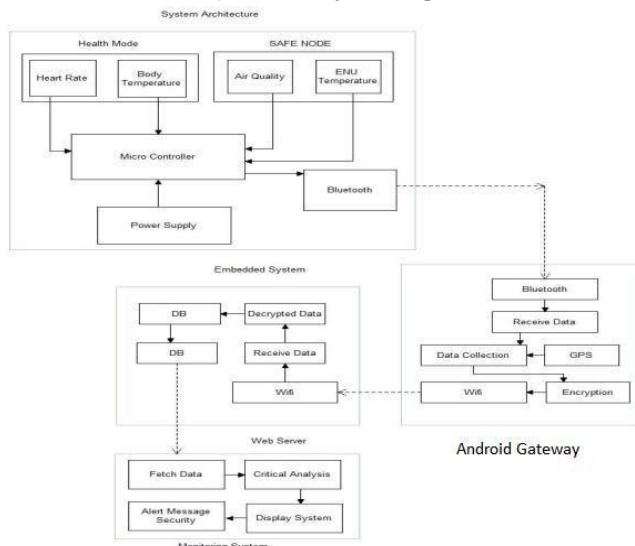 System Architecture
Health Mode
SAFE NODE
Heart Rate
Body
Temperature
Air Quality
ENU
Temperature
Micro Controller
Bluetooth
Power Supply
Embedded System
DB
Decrypted Data
DB
Receive Data
Wifi
Bluetooth
Receive Data
Data Collection
GPS
Wifi
Encryption
Android Gateway
Web Server
Fetch Data
Critical Analysis
Alert Message
Security
Display System
Monitoring System